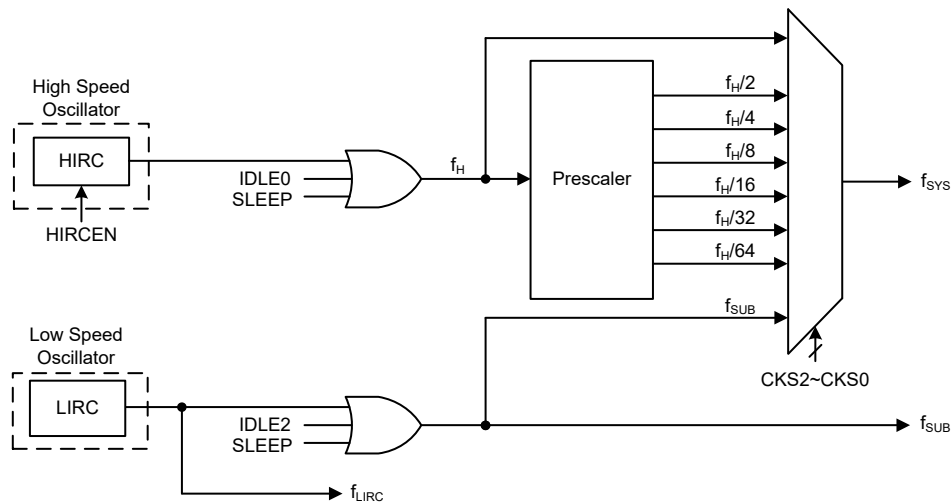 High Speed
Oscillator
HIRC
HIRCEN
IDLE0
SLEEP
fH
Prescaler
fH/2
fH/4
fH/8
fH/16
fH/32
fH/64
fSUB
fSYS
CKS2~CKS0
Low Speed
Oscillator
LIRC
IDLE2
SLEEP
fSUB
fLIRC